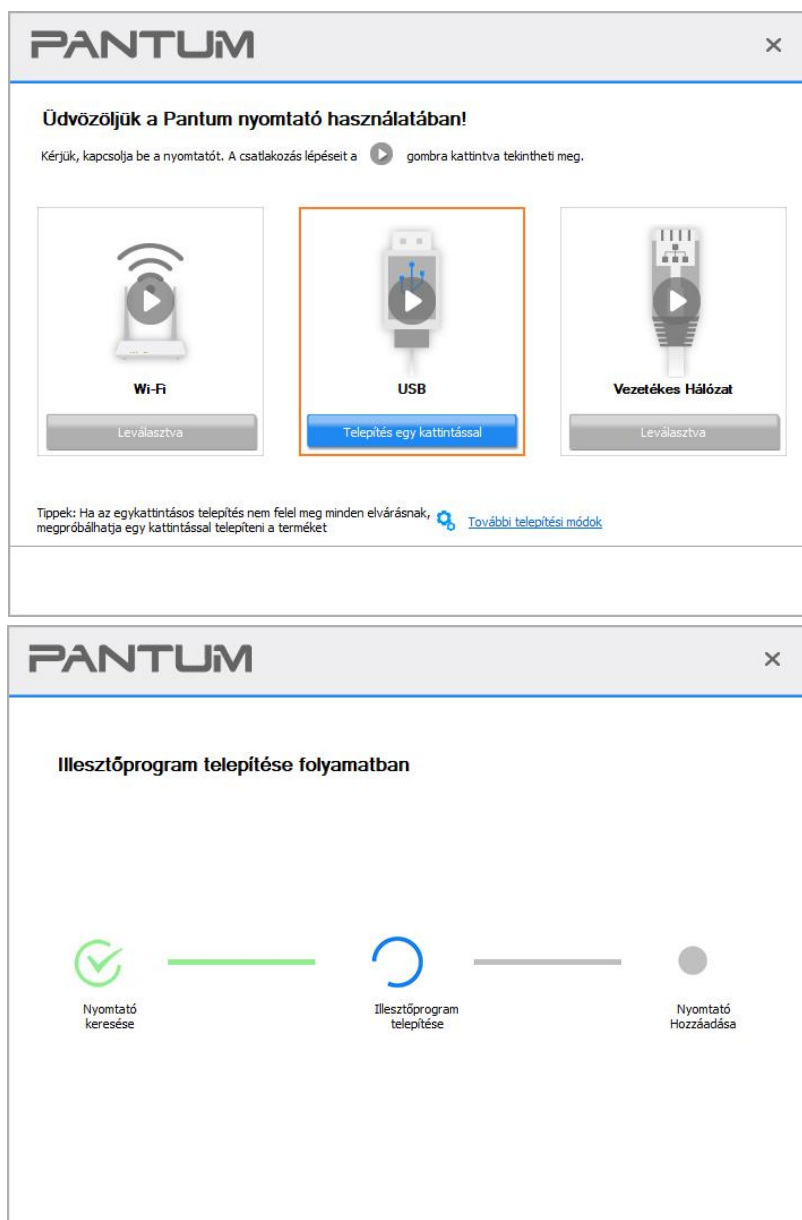 PANTUM
Üdvözöljük a Pantum nyomtató használatában!
Kérjük, kapcsolja be a nyomtatót. A csatlakozás lépéseit a gombra kattintva tekintheti meg.
Wi-Fi
USB
Vezetékes Hálózat
Leválasztva
Telepítés egy kattintással
Leválasztva
Tippek: Ha az egykattintásos telepítés nem felel meg minden elvárásnak,
megpróbálhatja egy kattintással telepíteni a terméket
További telepítési módok
PANTUM
Illesztőprogram telepítése folyamatban
Nyomtató
keresése
Illesztőprogram
telepítése
Nyomtató
Hozzáadása